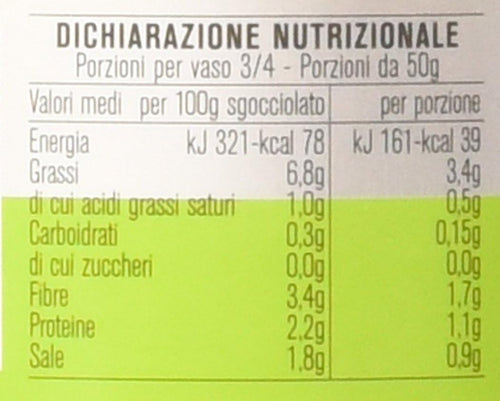 DICHIARAZIONE NUTRIZIONALE
Porzioni per vaso 3/4 - Porzioni da 50g
Valori medi per 100g sgocciolato per porzione
Energia kJ 321-kcal 78 kJ 161-kcal 39
Grassi 6,8g 3,4g
di cui acidi grassi saturi 1,0g 0,5g
Carboidrati 0,3g 0,15g
di cui zuccheri 0,0g 0,0g
Fibre 3,4g 1,7g
Proteine 2,2g 1,1g
Sale 1,8g 0,9g